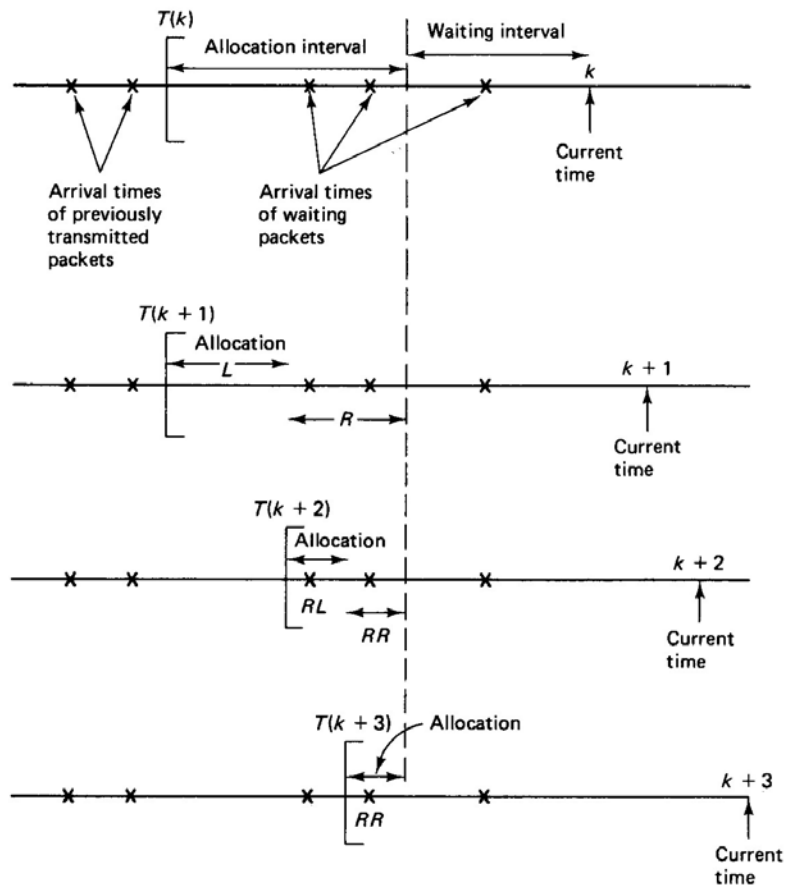 T(k)
Allocation interval
Waiting interval
k
Current
time
Arrival times
of previously
transmitted
packets
Arrival times
of waiting
packets
T(k + 1)
Allocation
L
R
k + 1
Current
time
T(k + 2)
Allocation
RL
RR
k + 2
Current
time
T(k + 3)
Allocation
RR
k + 3
Current
time